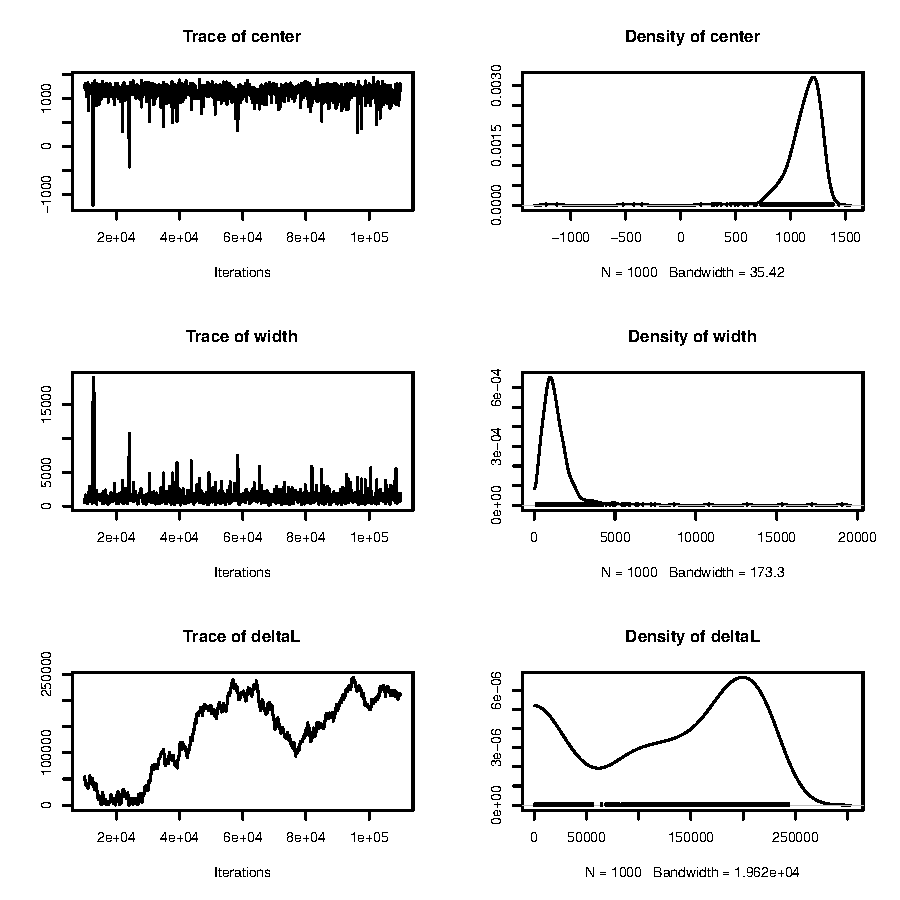 Trace of center
Density of center
−1000 0 1000
2e+04 4e+04 6e+04 8e+04 1e+05
Iterations
0.0000 0.0015 0.0030
−1000 −500 0 500 1000 1500
N = 1000 Bandwidth = 35.42
Trace of width
Density of width
0 5000 15000
2e+04 4e+04 6e+04 8e+04 1e+05
Iterations
0e+00 3e−04 6e−04
0 5000 10000 15000 20000
N = 1000 Bandwidth = 173.3
Trace of deltaL
Density of deltaL
0 100000 250000
2e+04 4e+04 6e+04 8e+04 1e+05
Iterations
0e+00 3e−06 6e−06
0 50000 150000 250000
N = 1000 Bandwidth = 1.962e+04